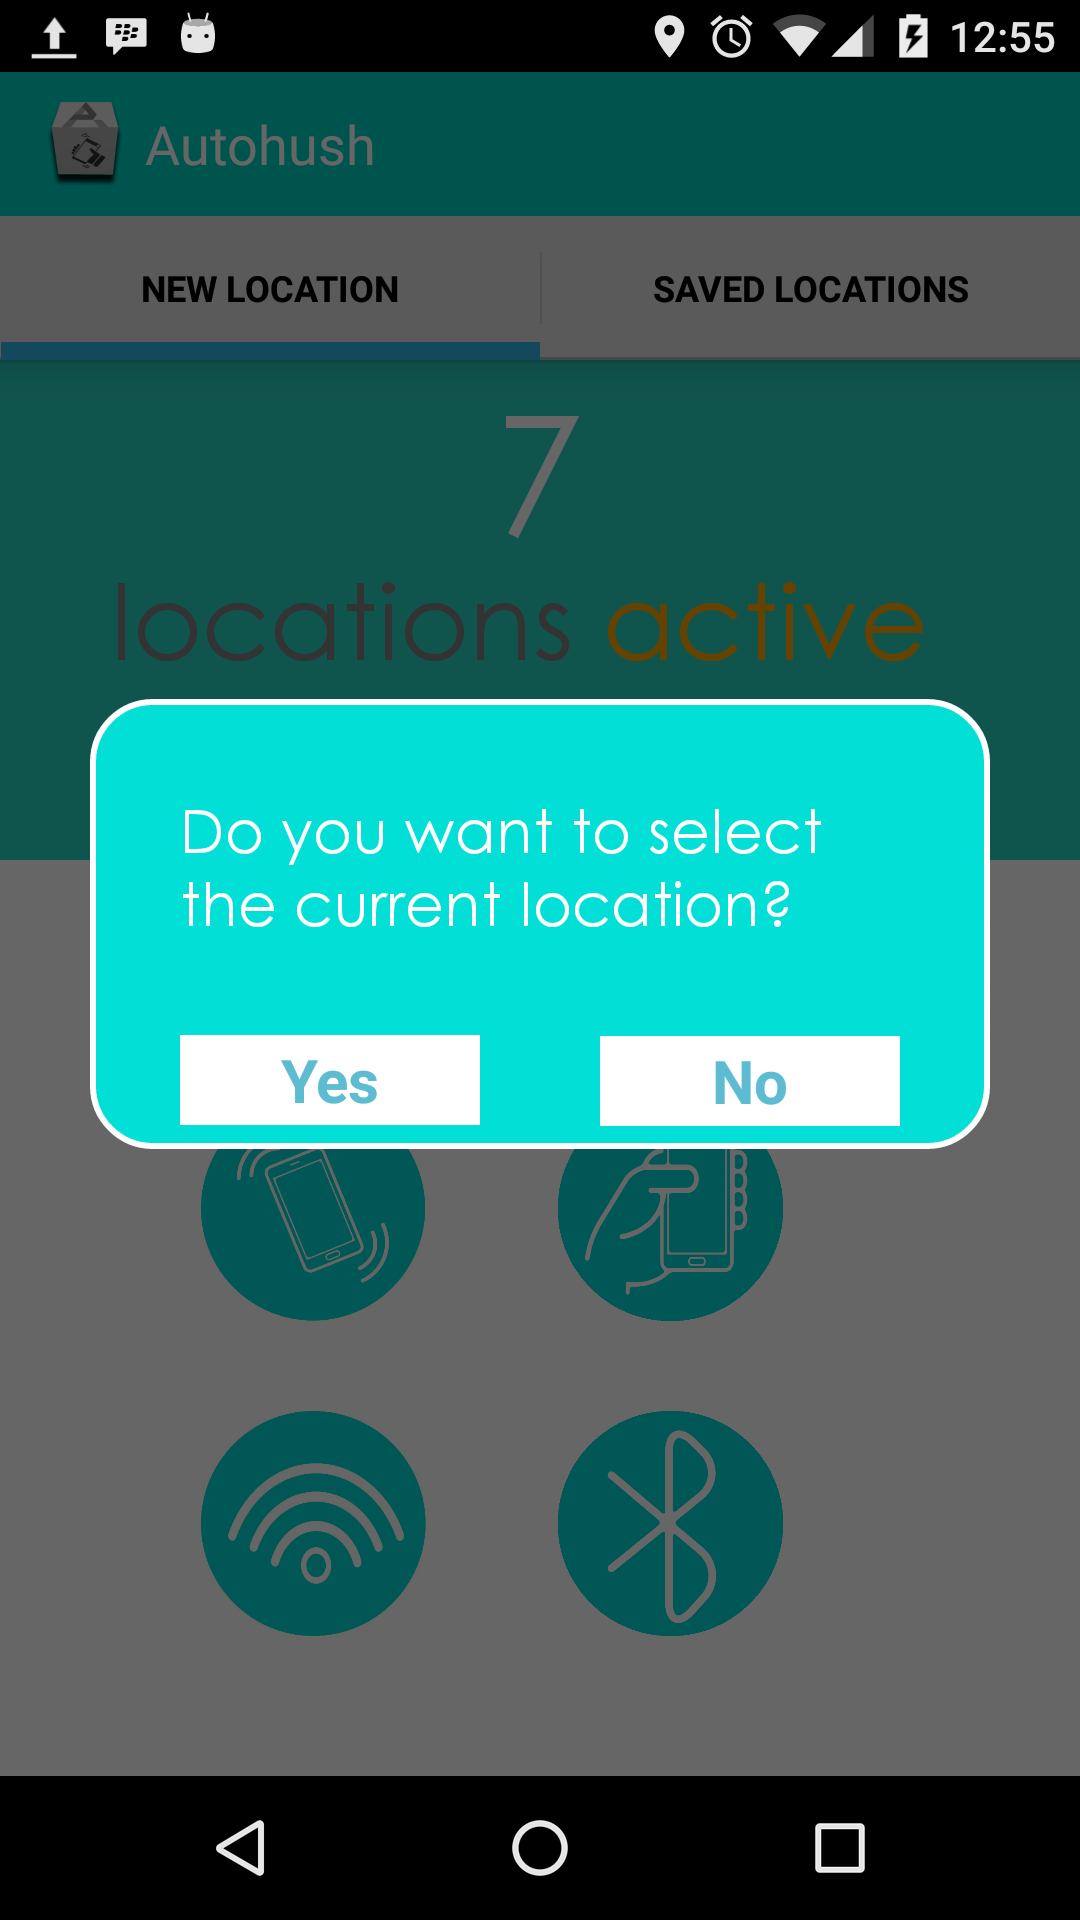 12:55
Autohush
NEW LOCATION
SAVED LOCATIONS
7
locations active
Do you want to select
the current location?
Yes
No